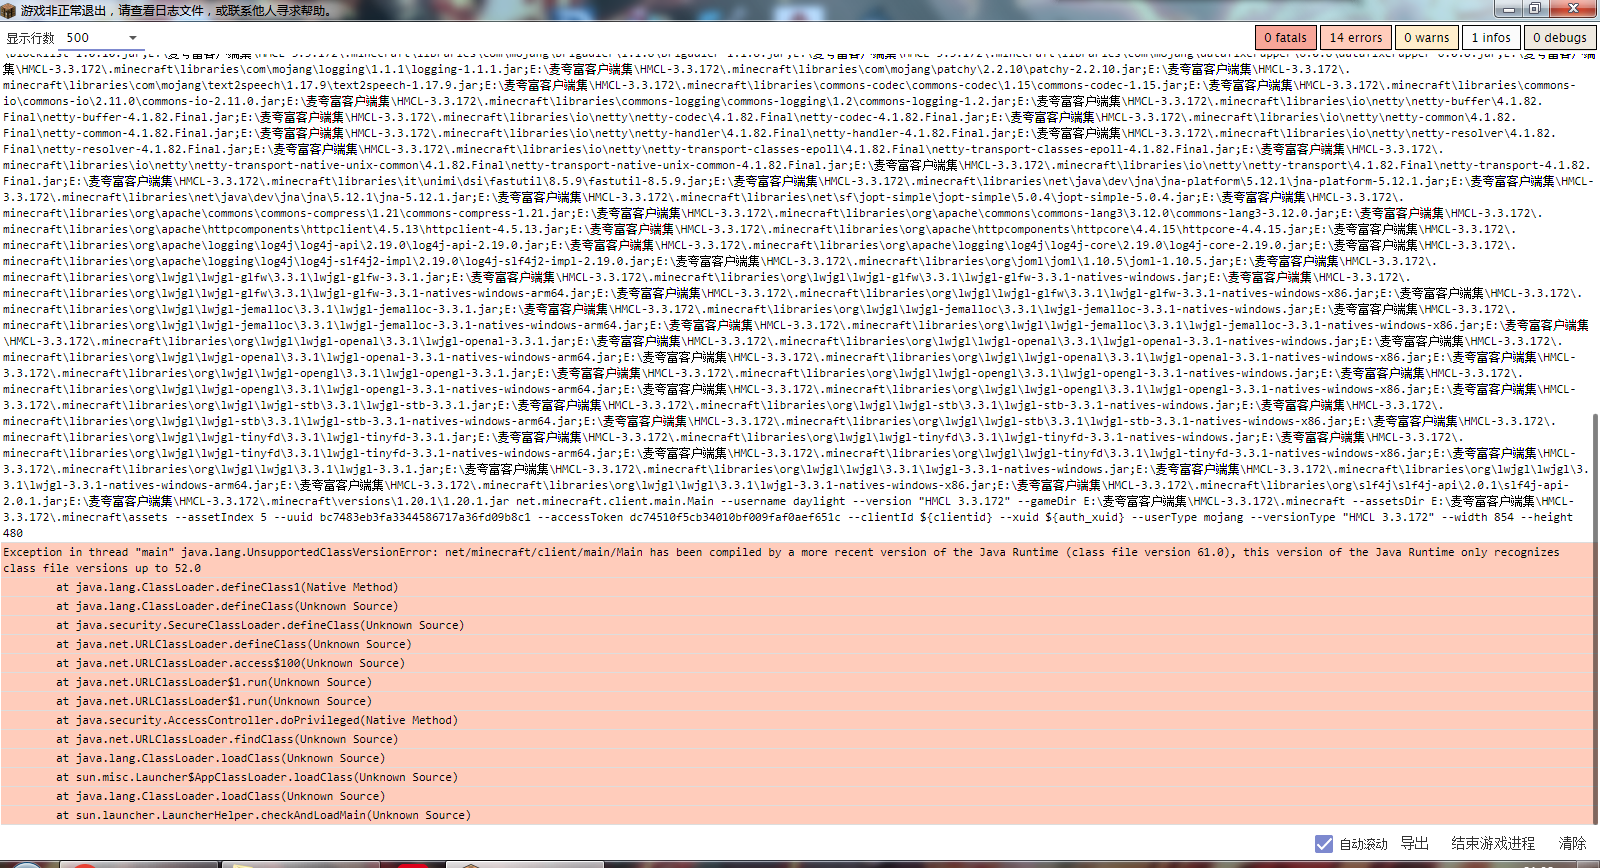 游戏非正常退出，请查看日志文件，或联系他人寻求帮助。
显示行数 500
0 fatals 14 errors 0 warns 1 infos 0 debugs
集\HMCL-3.3.172\.minecraft\libraries\com\mojang\logging\1.1.1\logging-1.1.1.jar;E:\麦夸富客户端集\HMCL-3.3.172\.minecraft\libraries\com\mojang\patchy\2.2.10\patchy-2.2.10.jar;E:\麦夸富客户端集\HMCL-3.3.172\.
minecraft\libraries\com\mojang\text2speech\1.17.9\text2speech-1.17.9.jar;E:\麦夸富客户端集\HMCL-3.3.172\.minecraft\libraries\commons-codec\commons-codec\1.15\commons-codec-1.15.jar;E:\麦夸富客户端集\HMCL-3.3.172\.minecraft\libraries\commons-
io\commons-io\2.11.0\commons-io-2.11.0.jar;E:\麦夸富客户端集\HMCL-3.3.172\.minecraft\libraries\commons-logging\commons-logging\1.2\commons-logging-1.2.jar;E:\麦夸富客户端集\HMCL-3.3.172\.minecraft\libraries\io\netty\netty-buffer\4.1.82.
Final\netty-buffer-4.1.82.Final.jar;E:\麦夸富客户端集\HMCL-3.3.172\.minecraft\libraries\io\netty\netty-codec\4.1.82.Final\netty-codec-4.1.82.Final.jar;E:\麦夸富客户端集\HMCL-3.3.172\.minecraft\libraries\io\netty\netty-common\4.1.82.
Final\netty-common-4.1.82.Final.jar;E:\麦夸富客户端集\HMCL-3.3.172\.minecraft\libraries\io\netty\netty-handler\4.1.82.Final\netty-handler-4.1.82.Final.jar;E:\麦夸富客户端集\HMCL-3.3.172\.minecraft\libraries\io\netty\netty-resolver\4.1.82.
Final\netty-resolver-4.1.82.Final.jar;E:\麦夸富客户端集\HMCL-3.3.172\.minecraft\libraries\io\netty\netty-transport-classes-epoll\4.1.82.Final\netty-transport-classes-epoll-4.1.82.Final.jar;E:\麦夸富客户端集\HMCL-3.3.172\.
minecraft\libraries\io\netty\netty-transport-native-unix-common\4.1.82.Final\netty-transport-native-unix-common-4.1.82.Final.jar;E:\麦夸富客户端集\HMCL-3.3.172\.minecraft\libraries\io\netty\netty-transport\4.1.82.Final\netty-transport-4.1.82.
Final.jar;E:\麦夸富客户端集\HMCL-3.3.172\.minecraft\libraries\it\unimi\dsi\fastutil\8.5.9\fastutil-8.5.9.jar;E:\麦夸富客户端集\HMCL-3.3.172\.minecraft\libraries\net\java\dev\jna\jna-platform\5.12.1\jna-platform-5.12.1.jar;E:\麦夸富客户端集\HMCL-
3.3.172\.minecraft\libraries\net\java\dev\jna\jna\5.12.1\jna-5.12.1.jar;E:\麦夸富客户端集\HMCL-3.3.172\.minecraft\libraries\net\sf\jopt-simple\jopt-simple\5.0.4\jopt-simple-5.0.4.jar;E:\麦夸富客户端集\HMCL-3.3.172\.
minecraft\libraries\org\apache\commons\commons-compress\1.21\commons-compress-1.21.jar;E:\麦夸富客户端集\HMCL-3.3.172\.minecraft\libraries\org\apache\commons\commons-lang3\3.12.0\commons-lang3-3.12.0.jar;E:\麦夸富客户端集\HMCL-3.3.172\.
minecraft\libraries\org\apache\httpcomponents\httpclient\4.5.13\httpclient-4.5.13.jar;E:\麦夸富客户端集\HMCL-3.3.172\.minecraft\libraries\org\apache\httpcomponents\httpcore\4.4.15\httpcore-4.4.15.jar;E:\麦夸富客户端集\HMCL-3.3.172\.
minecraft\libraries\org\apache\logging\log4j\log4j-api\2.19.0\log4j-api-2.19.0.jar;E:\麦夸富客户端集\HMCL-3.3.172\.minecraft\libraries\org\apache\logging\log4j\log4j-core\2.19.0\log4j-core-2.19.0.jar;E:\麦夸富客户端集\HMCL-3.3.172\.
minecraft\libraries\org\apache\logging\log4j\log4j-slf4j2-impl\2.19.0\log4j-slf4j2-impl-2.19.0.jar;E:\麦夸富客户端集\HMCL-3.3.172\.minecraft\libraries\org\joml\joml\1.10.5\joml-1.10.5.jar;E:\麦夸富客户端集\HMCL-3.3.172\.
minecraft\libraries\org\lwjgl\lwjgl-glfw\3.3.1\lwjgl-glfw-3.3.1.jar;E:\麦夸富客户端集\HMCL-3.3.172\.minecraft\libraries\org\lwjgl\lwjgl-glfw\3.3.1\lwjgl-glfw-3.3.1-natives-windows.jar;E:\麦夸富客户端集\HMCL-3.3.172\.
minecraft\libraries\org\lwjgl\lwjgl-glfw\3.3.1\lwjgl-glfw-3.3.1-natives-windows-arm64.jar;E:\麦夸富客户端集\HMCL-3.3.172\.minecraft\libraries\org\lwjgl\lwjgl-glfw\3.3.1\lwjgl-glfw-3.3.1-natives-windows-x86.jar;E:\麦夸富客户端集\HMCL-3.3.172\.
minecraft\libraries\org\lwjgl\lwjgl-jemalloc\3.3.1\lwjgl-jemalloc-3.3.1.jar;E:\麦夸富客户端集\HMCL-3.3.172\.minecraft\libraries\org\lwjgl\lwjgl-jemalloc\3.3.1\lwjgl-jemalloc-3.3.1-natives-windows.jar;E:\麦夸富客户端集\HMCL-3.3.172\.
minecraft\libraries\org\lwjgl\lwjgl-jemalloc\3.3.1\lwjgl-jemalloc-3.3.1-natives-windows-arm64.jar;E:\麦夸富客户端集\HMCL-3.3.172\.minecraft\libraries\org\lwjgl\lwjgl-jemalloc\3.3.1\lwjgl-jemalloc-3.3.1-natives-windows-x86.jar;E:\麦夸富客户端集
\HMCL-3.3.172\.minecraft\libraries\org\lwjgl\lwjgl-openal\3.3.1\lwjgl-openal-3.3.1.jar;E:\麦夸富客户端集\HMCL-3.3.172\.minecraft\libraries\org\lwjgl\lwjgl-openal\3.3.1\lwjgl-openal-3.3.1-natives-windows.jar;E:\麦夸富客户端集\HMCL-3.3.172\.
minecraft\libraries\org\lwjgl\lwjgl-openal\3.3.1\lwjgl-openal-3.3.1-natives-windows-arm64.jar;E:\麦夸富客户端集\HMCL-3.3.172\.minecraft\libraries\org\lwjgl\lwjgl-openal\3.3.1\lwjgl-openal-3.3.1-natives-windows-x86.jar;E:\麦夸富客户端集\HMCL-
3.3.172\.minecraft\libraries\org\lwjgl\lwjgl-opengl\3.3.1\lwjgl-opengl-3.3.1.jar;E:\麦夸富客户端集\HMCL-3.3.172\.minecraft\libraries\org\lwjgl\lwjgl-opengl\3.3.1\lwjgl-opengl-3.3.1-natives-windows.jar;E:\麦夸富客户端集\HMCL-3.3.172\.
minecraft\libraries\org\lwjgl\lwjgl-opengl\3.3.1\lwjgl-opengl-3.3.1-natives-windows-arm64.jar;E:\麦夸富客户端集\HMCL-3.3.172\.minecraft\libraries\org\lwjgl\lwjgl-opengl\3.3.1\lwjgl-opengl-3.3.1-natives-windows-x86.jar;E:\麦夸富客户端集\HMCL-
3.3.172\.minecraft\libraries\org\lwjgl\lwjgl-stb\3.3.1\lwjgl-stb-3.3.1.jar;E:\麦夸富客户端集\HMCL-3.3.172\.minecraft\libraries\org\lwjgl\lwjgl-stb\3.3.1\lwjgl-stb-3.3.1-natives-windows.jar;E:\麦夸富客户端集\HMCL-3.3.172\.
minecraft\libraries\org\lwjgl\lwjgl-stb\3.3.1\lwjgl-stb-3.3.1-natives-windows-arm64.jar;E:\麦夸富客户端集\HMCL-3.3.172\.minecraft\libraries\org\lwjgl\lwjgl-stb\3.3.1\lwjgl-stb-3.3.1-natives-windows-x86.jar;E:\麦夸富客户端集\HMCL-3.3.172\.
minecraft\libraries\org\lwjgl\lwjgl-tinyfd\3.3.1\lwjgl-tinyfd-3.3.1.jar;E:\麦夸富客户端集\HMCL-3.3.172\.minecraft\libraries\org\lwjgl\lwjgl-tinyfd\3.3.1\lwjgl-tinyfd-3.3.1-natives-windows.jar;E:\麦夸富客户端集\HMCL-3.3.172\.
minecraft\libraries\org\lwjgl\lwjgl-tinyfd\3.3.1\lwjgl-tinyfd-3.3.1-natives-windows-arm64.jar;E:\麦夸富客户端集\HMCL-3.3.172\.minecraft\libraries\org\lwjgl\lwjgl-tinyfd\3.3.1\lwjgl-tinyfd-3.3.1-natives-windows-x86.jar;E:\麦夸富客户端集\HMCL-
3.3.172\.minecraft\libraries\org\lwjgl\lwjgl\3.3.1\lwjgl-3.3.1.jar;E:\麦夸富客户端集\HMCL-3.3.172\.minecraft\libraries\org\lwjgl\lwjgl\3.3.1\lwjgl-3.3.1-natives-windows.jar;E:\麦夸富客户端集\HMCL-3.3.172\.minecraft\libraries\org\lwjgl\lwjgl\3.
3.1\lwjgl-3.3.1-natives-windows-arm64.jar;E:\麦夸富客户端集\HMCL-3.3.172\.minecraft\libraries\org\lwjgl\lwjgl\3.3.1\lwjgl-3.3.1-natives-windows-x86.jar;E:\麦夸富客户端集\HMCL-3.3.172\.minecraft\libraries\org\slf4j\slf4j-api\2.0.1\slf4j-api-
2.0.1.jar;E:\麦夸富客户端集\HMCL-3.3.172\.minecraft\versions\1.20.1\1.20.1.jar net.minecraft.client.main.Main --username daylight --version "HMCL 3.3.172" --gameDir E:\麦夸富客户端集\HMCL-3.3.172\.minecraft --assetsDir E:\麦夸富客户端集\HMCL-
3.3.172\.minecraft\assets --assetIndex 5 --uuid bc7483eb3fa3344586717a36fd09b8c1 --accessToken dc74510f5cb34010bf009faf0aef651c --clientId ${clientid} --xuid ${auth_xuid} --userType mojang --versionType "HMCL 3.3.172" --width 854 --height
480
Exception in thread "main" java.lang.UnsupportedClassVersionError: net/minecraft/client/main/Main has been compiled by a more recent version of the Java Runtime (class file version 61.0), this version of the Java Runtime only recognizes
class file versions up to 52.0
at java.lang.ClassLoader.defineClass1(Native Method)
at java.lang.ClassLoader.defineClass(Unknown Source)
at java.security.SecureClassLoader.defineClass(Unknown Source)
at java.net.URLClassLoader.defineClass(Unknown Source)
at java.net.URLClassLoader.access$100(Unknown Source)
at java.net.URLClassLoader$1.run(Unknown Source)
at java.net.URLClassLoader$1.run(Unknown Source)
at java.security.AccessController.doPrivileged(Native Method)
at java.net.URLClassLoader.findClass(Unknown Source)
at java.lang.ClassLoader.loadClass(Unknown Source)
at sun.misc.Launcher$AppClassLoader.loadClass(Unknown Source)
at java.lang.ClassLoader.loadClass(Unknown Source)
at sun.launcher.LauncherHelper.checkAndLoadMain(Unknown Source)
自动滚动 导出 结束游戏进程 清除